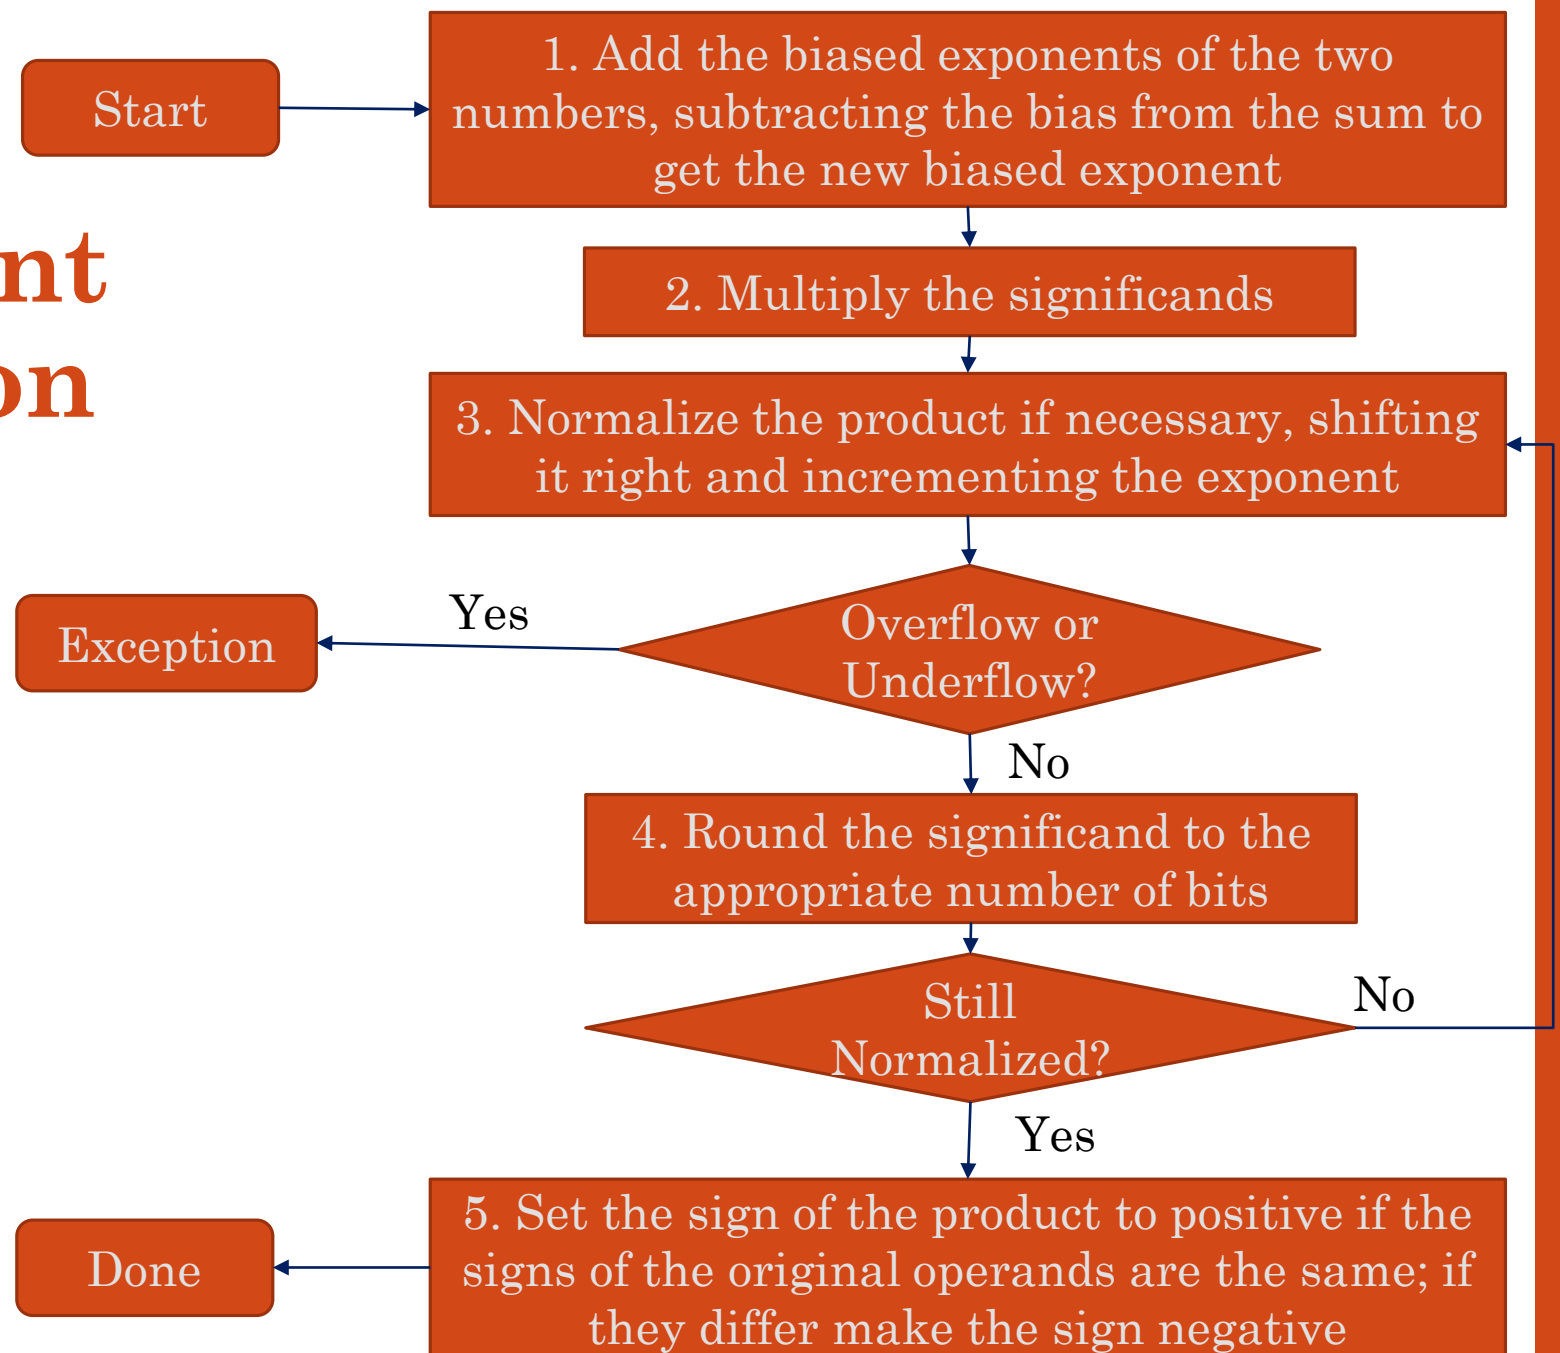 Start
1. Add the biased exponents of the two
numbers, subtracting the bias from the sum to
get the new biased exponent
nt
on
2. Multiply the significands
3. Normalize the product if necessary, shifting
it right and incrementing the exponent
Overflow or
Underflow?
Yes
Exception
No
4. Round the significand to the
appropriate number of bits
Still
Normalized?
No
Yes
5. Set the sign of the product to positive if the
signs of the original operands are the same; if
they differ make the sign negative
Done